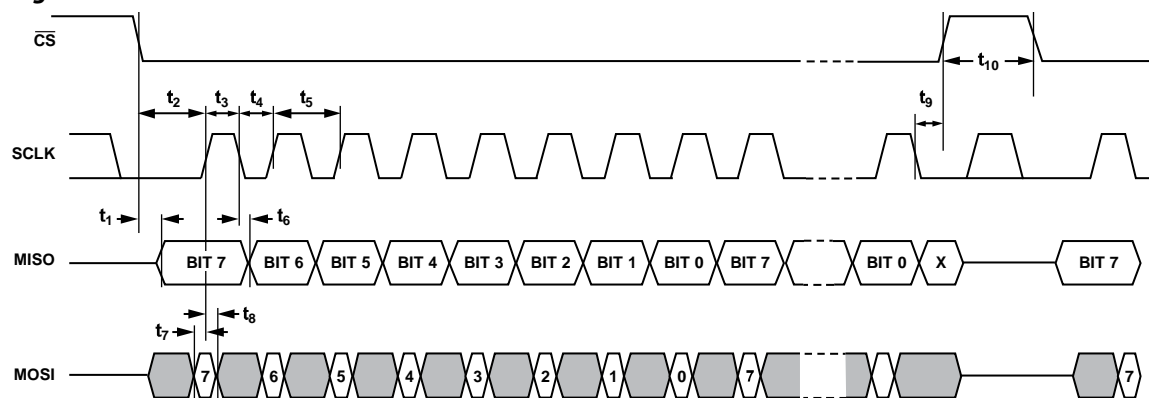 CS
t10
t2 t3 t4 t5
t9
SCLK
t1
t6
MISO BIT 7 BIT 6 BIT 5 BIT 4 BIT 3 BIT 2 BIT 1 BIT 0 BIT 7 BIT 0 X BIT 7
t8
t7
MOSI 7 6 5 4 3 2 1 0 7 7